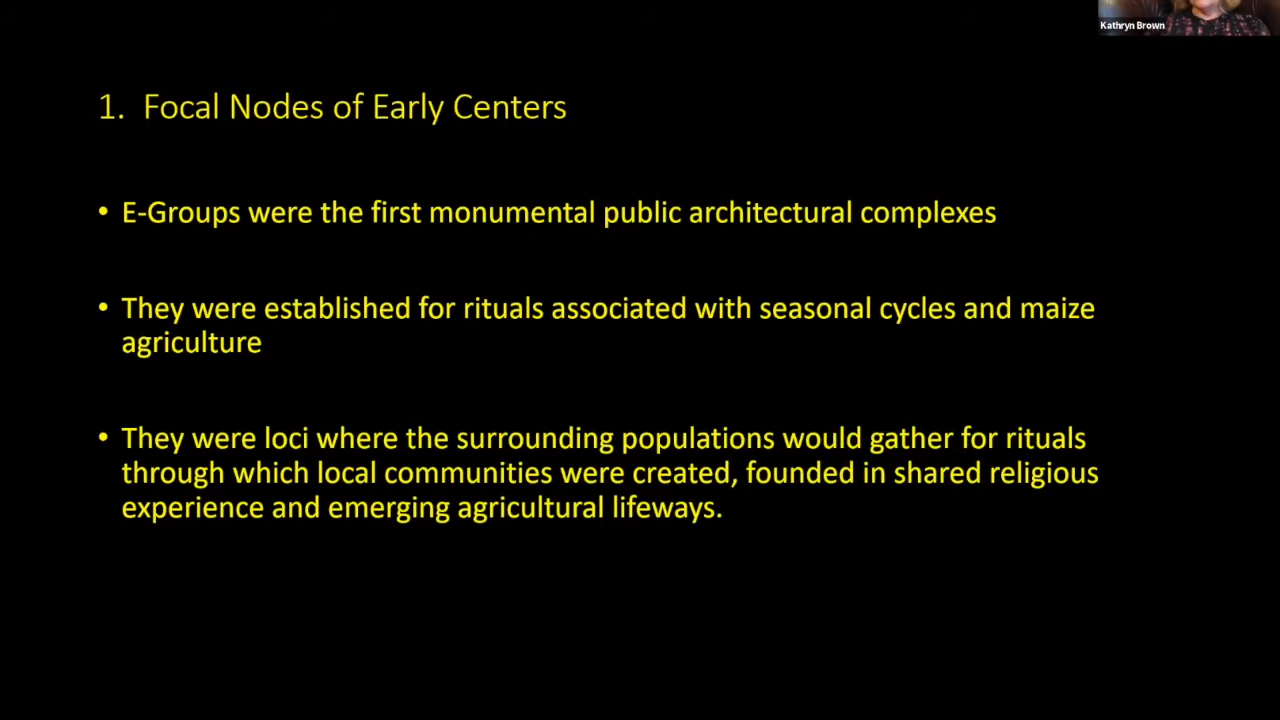 Kathryn Brown
1. Focal Nodes of Early Centers
• E-Groups were the first monumental public architectural complexes
• They were established for rituals associated with seasonal cycles and maize
agriculture
• They were loci where the surrounding populations would gather for rituals
through which local communities were created, founded in shared religious
experience and emerging agricultural lifeways.